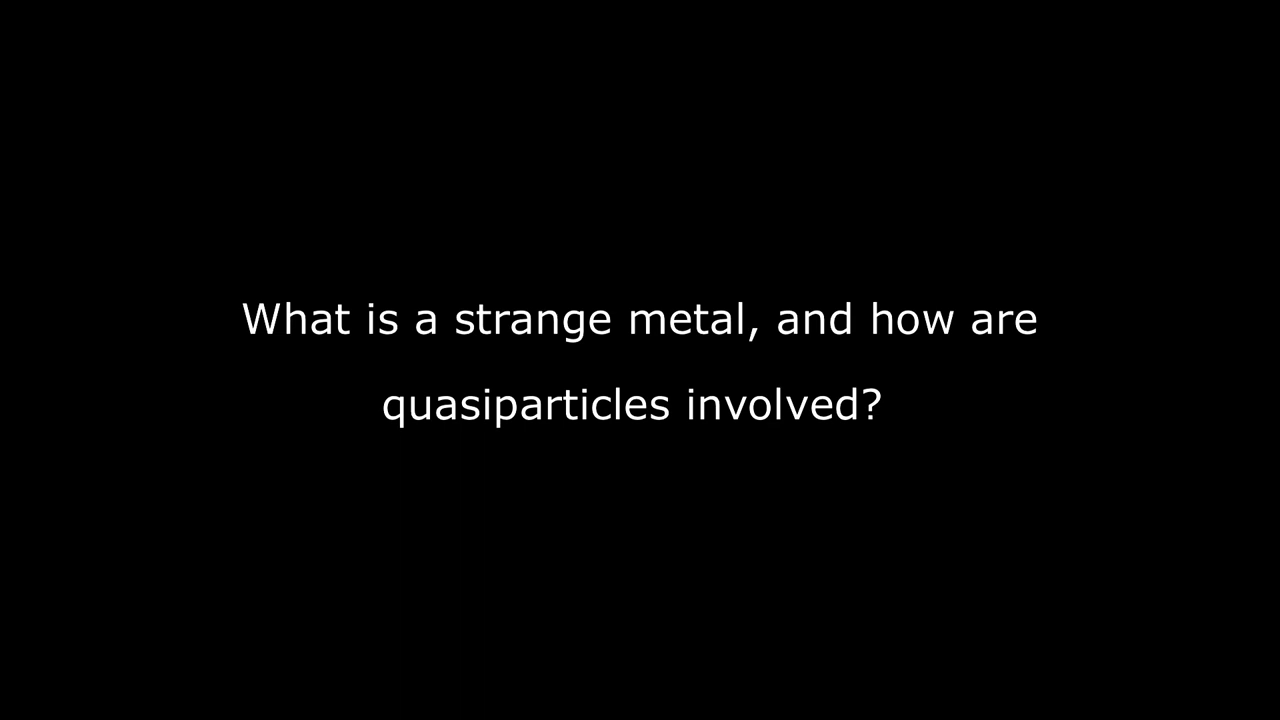 What is a strange metal, and how are
quasiparticles involved?